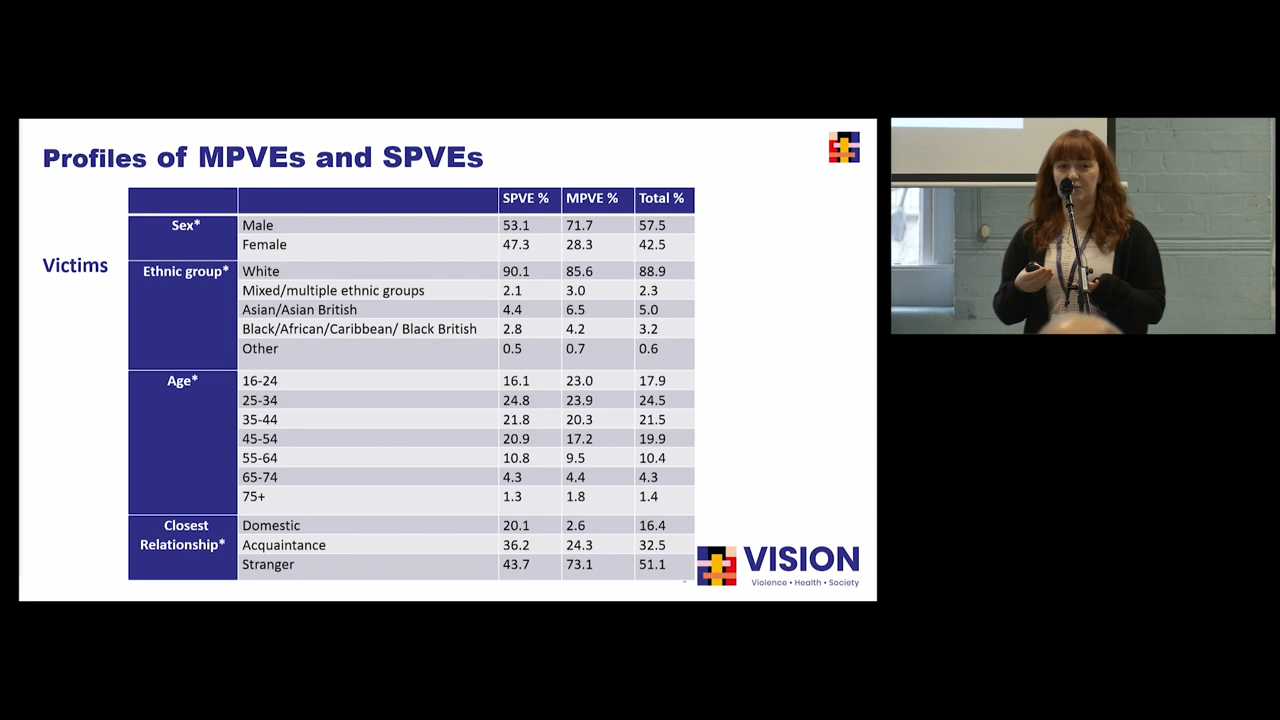 Profiles of MPVEs and SPVEs
Victims
SPVE % MPVE % Total %
Sex* Male 53.1 71.7 57.5
Female 47.3 28.3 42.5
Ethnic group* White 90.1 85.6 88.9
Mixed/multiple ethnic groups 2.1 3.0 2.3
Asian/Asian British 4.4 6.5 5.0
Black/African/Caribbean/ Black British 2.8 4.2 3.2
Other 0.5 0.7 0.6
Age* 16-24 16.1 23.0 17.9
25-34 24.8 23.9 24.5
35-44 21.8 20.3 21.5
45-54 20.9 17.2 19.9
55-64 10.8 9.5 10.4
65-74 4.3 4.4 4.3
75+ 1.3 1.8 1.4
Closest Domestic 20.1 2.6 16.4
Relationship* Acquaintance 36.2 24.3 32.5
Stranger 43.7 73.1 51.1
VISION
Violence • Health • Society